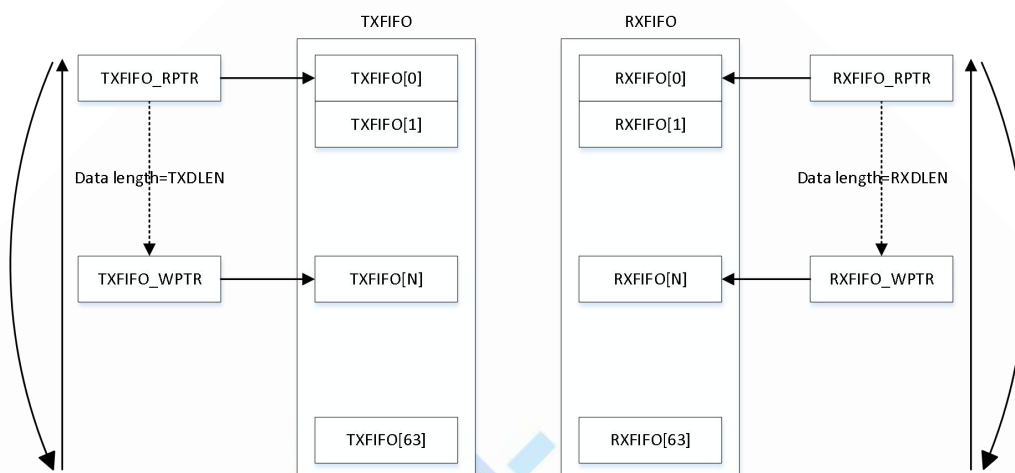 TXFIFO
RXFIFO
TXFIFO_RPTR
TXFIFO[0]
RXFIFO[0]
RXFIFO_RPTR
TXFIFO[1]
RXFIFO[1]
Data length=TXDLEN
Data length=RXDLEN
TXFIFO_WPTR
TXFIFO[N]
RXFIFO[N]
RXFIFO_WPTR
TXFIFO[63]
RXFIFO[63]